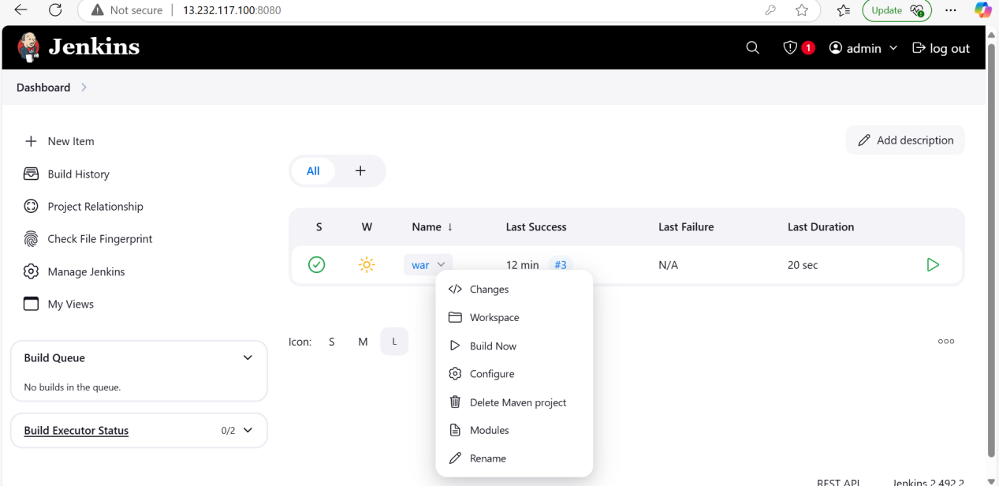 Not secure 13.232.117.100:8080 Update
Jenkins 1 admin log out
Dashboard
New Item
Build History
Project Relationship
Check File Fingerprint
Manage Jenkins
My Views
Build Queue
No builds in the queue.
Build Executor Status 0/2
Add description
All +
S W Name ↓ Last Success Last Failure Last Duration
war 12 min #3 N/A 20 sec
Changes
Workspace
Build Now
Configure
Delete Maven project
Modules
Rename
Icon: S M L
REST API Jenkins 2.492.2